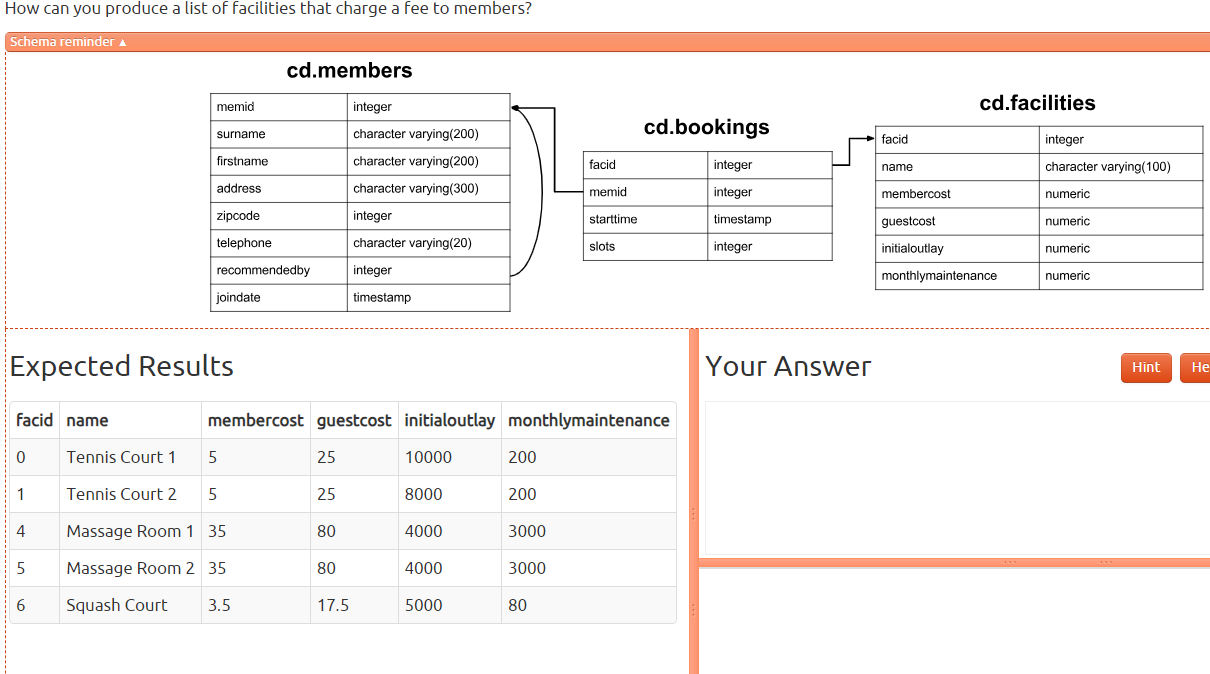 How can you produce a list of facilities that charge a fee to members?
Schema reminder ▲
cd.members
memid integer
surname character varying(200)
firstname character varying(200)
address character varying(300)
zipcode integer
telephone character varying(20)
recommendedby integer
joindate timestamp
cd.bookings
facid integer
memid integer
starttime timestamp
slots integer
cd.facilities
facid integer
name character varying(100)
membercost numeric
guestcost numeric
initialoutlay numeric
monthlymaintenance numeric
Expected Results
facid name membercost guestcost initialoutlay monthlymaintenance
0 Tennis Court 1 5 25 10000 200
1 Tennis Court 2 5 25 8000 200
4 Massage Room 1 35 80 4000 3000
5 Massage Room 2 35 80 4000 3000
6 Squash Court 3.5 17.5 5000 80
Your Answer
Hint
He